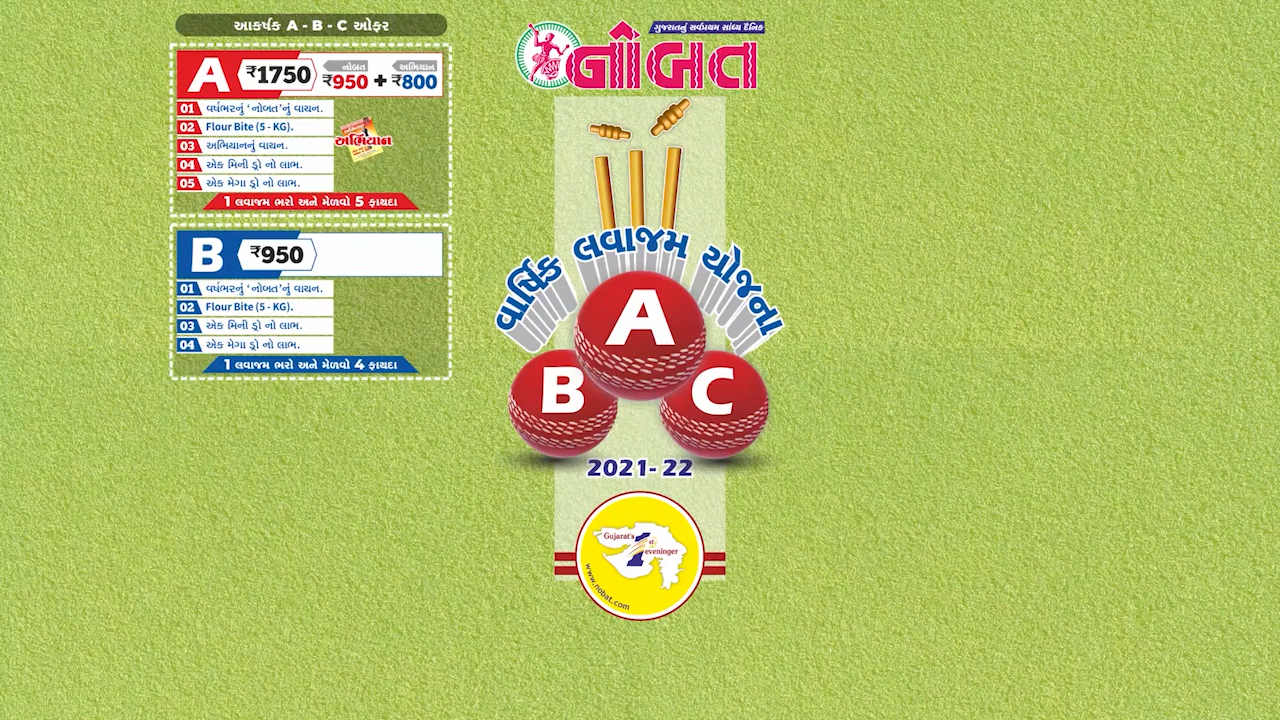 આકર્ષક A - B - C ઓફર
A ₹1750 નોબત ₹950 + અભિયાન ₹800
01 વર્ષભરનું ‘નોબત’નું વાચન.
02 Flour Bite (5 - KG).
03 અભિયાનનું વાચન.
04 એક મિની ડ્રો નો લાભ.
05 એક મેગા ડ્રો નો લાભ.
અભિયાન
1 લવાજમ ભરો અને મેળવો 5 ફાયદા
B ₹950
01 વર્ષભરનું ‘નોબત’નું વાચન.
02 Flour Bite (5 - KG).
03 એક મિની ડ્રો નો લાભ.
04 એક મેગા ડ્રો નો લાભ.
1 લવાજમ ભરો અને મેળવો 4 ફાયદા
ગુજરાતનું સર્વપ્રથમ સાંધ્ય દૈનિક
નોબત
વાર્ષિક લવાજમ યોજના
A
B C
2021-22
Gujarat's 1st eveninger
www.nobat.com